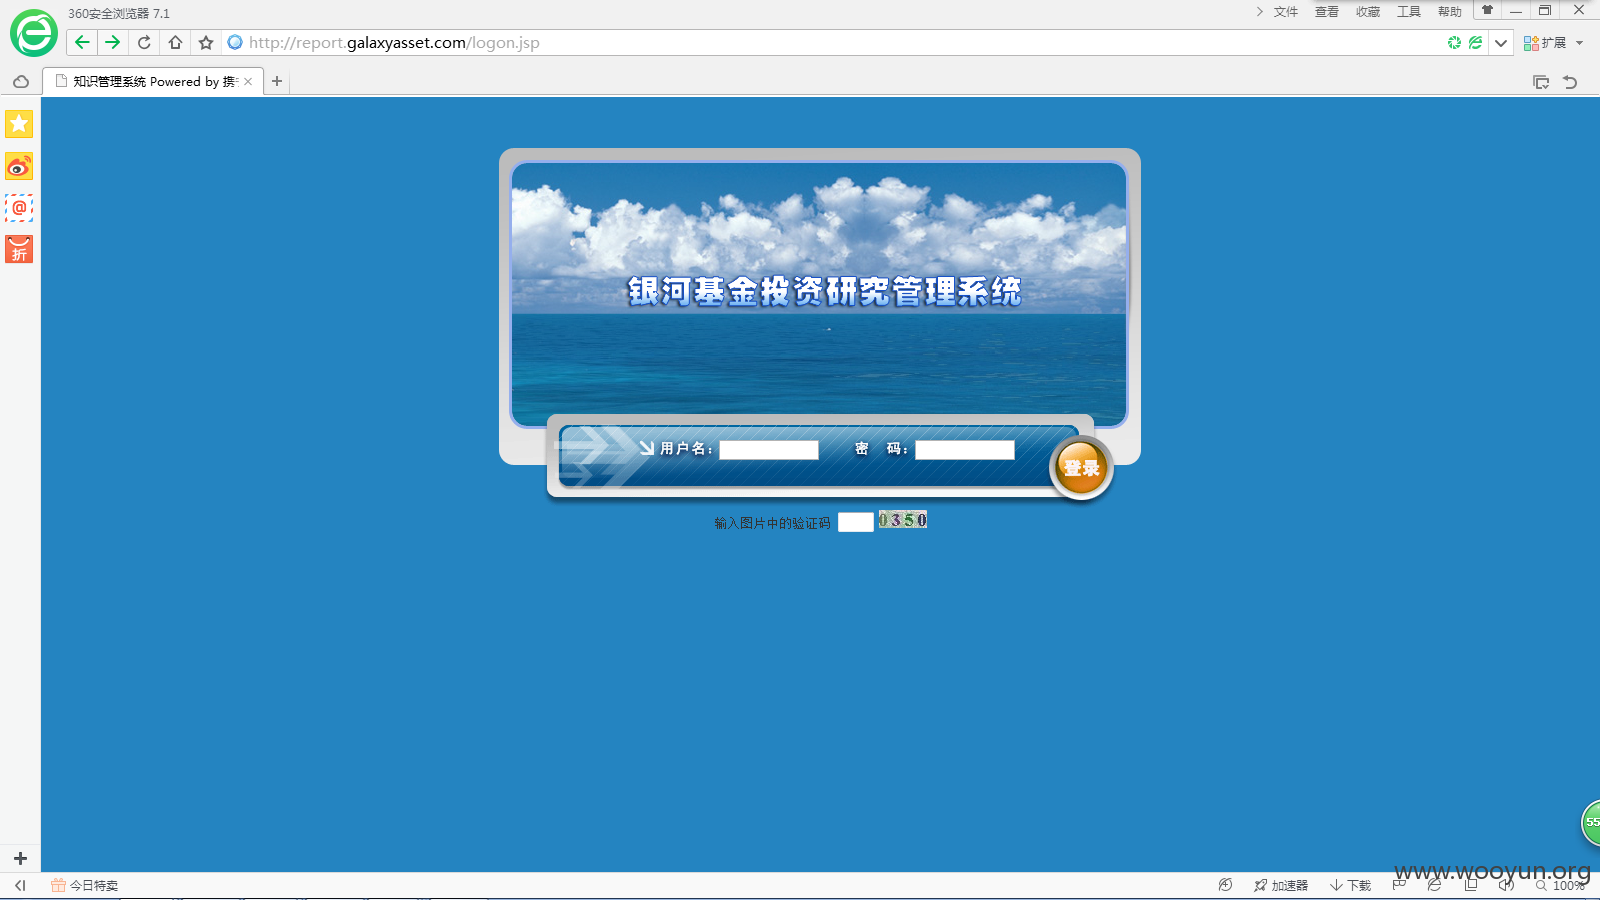 360安全浏览器 7.1
文件 查看 收藏 工具 帮助
http://report.galaxyasset.com/logon.jsp
扩展
知识管理系统 Powered by 携
@
折
银河基金投资研究管理系统
用户名：
密 码：
登录
输入图片中的验证码
0350
55
www.wooyun.org
今日特卖
加速器
下载
100%